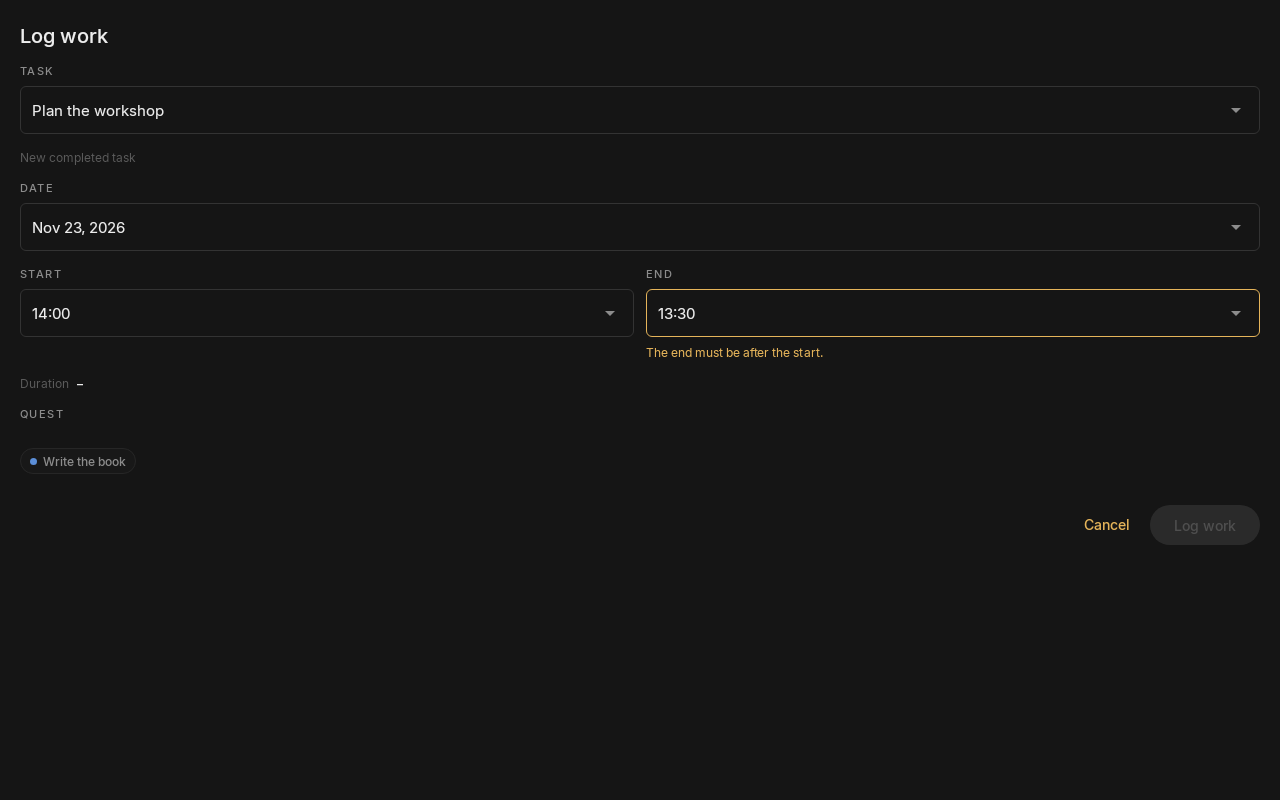 Log work
TASK
Plan the workshop
New completed task
DATE
Nov 23, 2026
START
END
14:00
13:30
The end must be after the start.
Duration –
QUEST
Write the book
Cancel
Log work